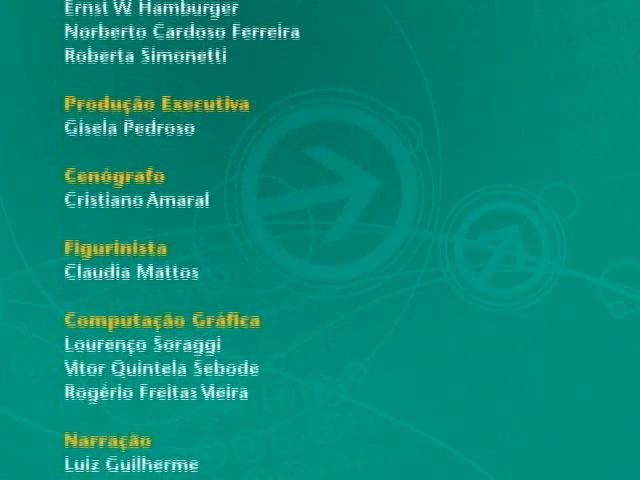 Ernst W. Hamburger
Norberto Cardoso Ferreira
Roberta Simonetti
Produção Executiva
Gisela Pedroso
Cenógrafo
Cristiano Amaral
Figurinista
Claudia Mattos
Computação Gráfica
Lourenço Soraggi
Vitor Quintela Sebode
Rogério Freitas Vieira
Narração
Luiz Guilherme